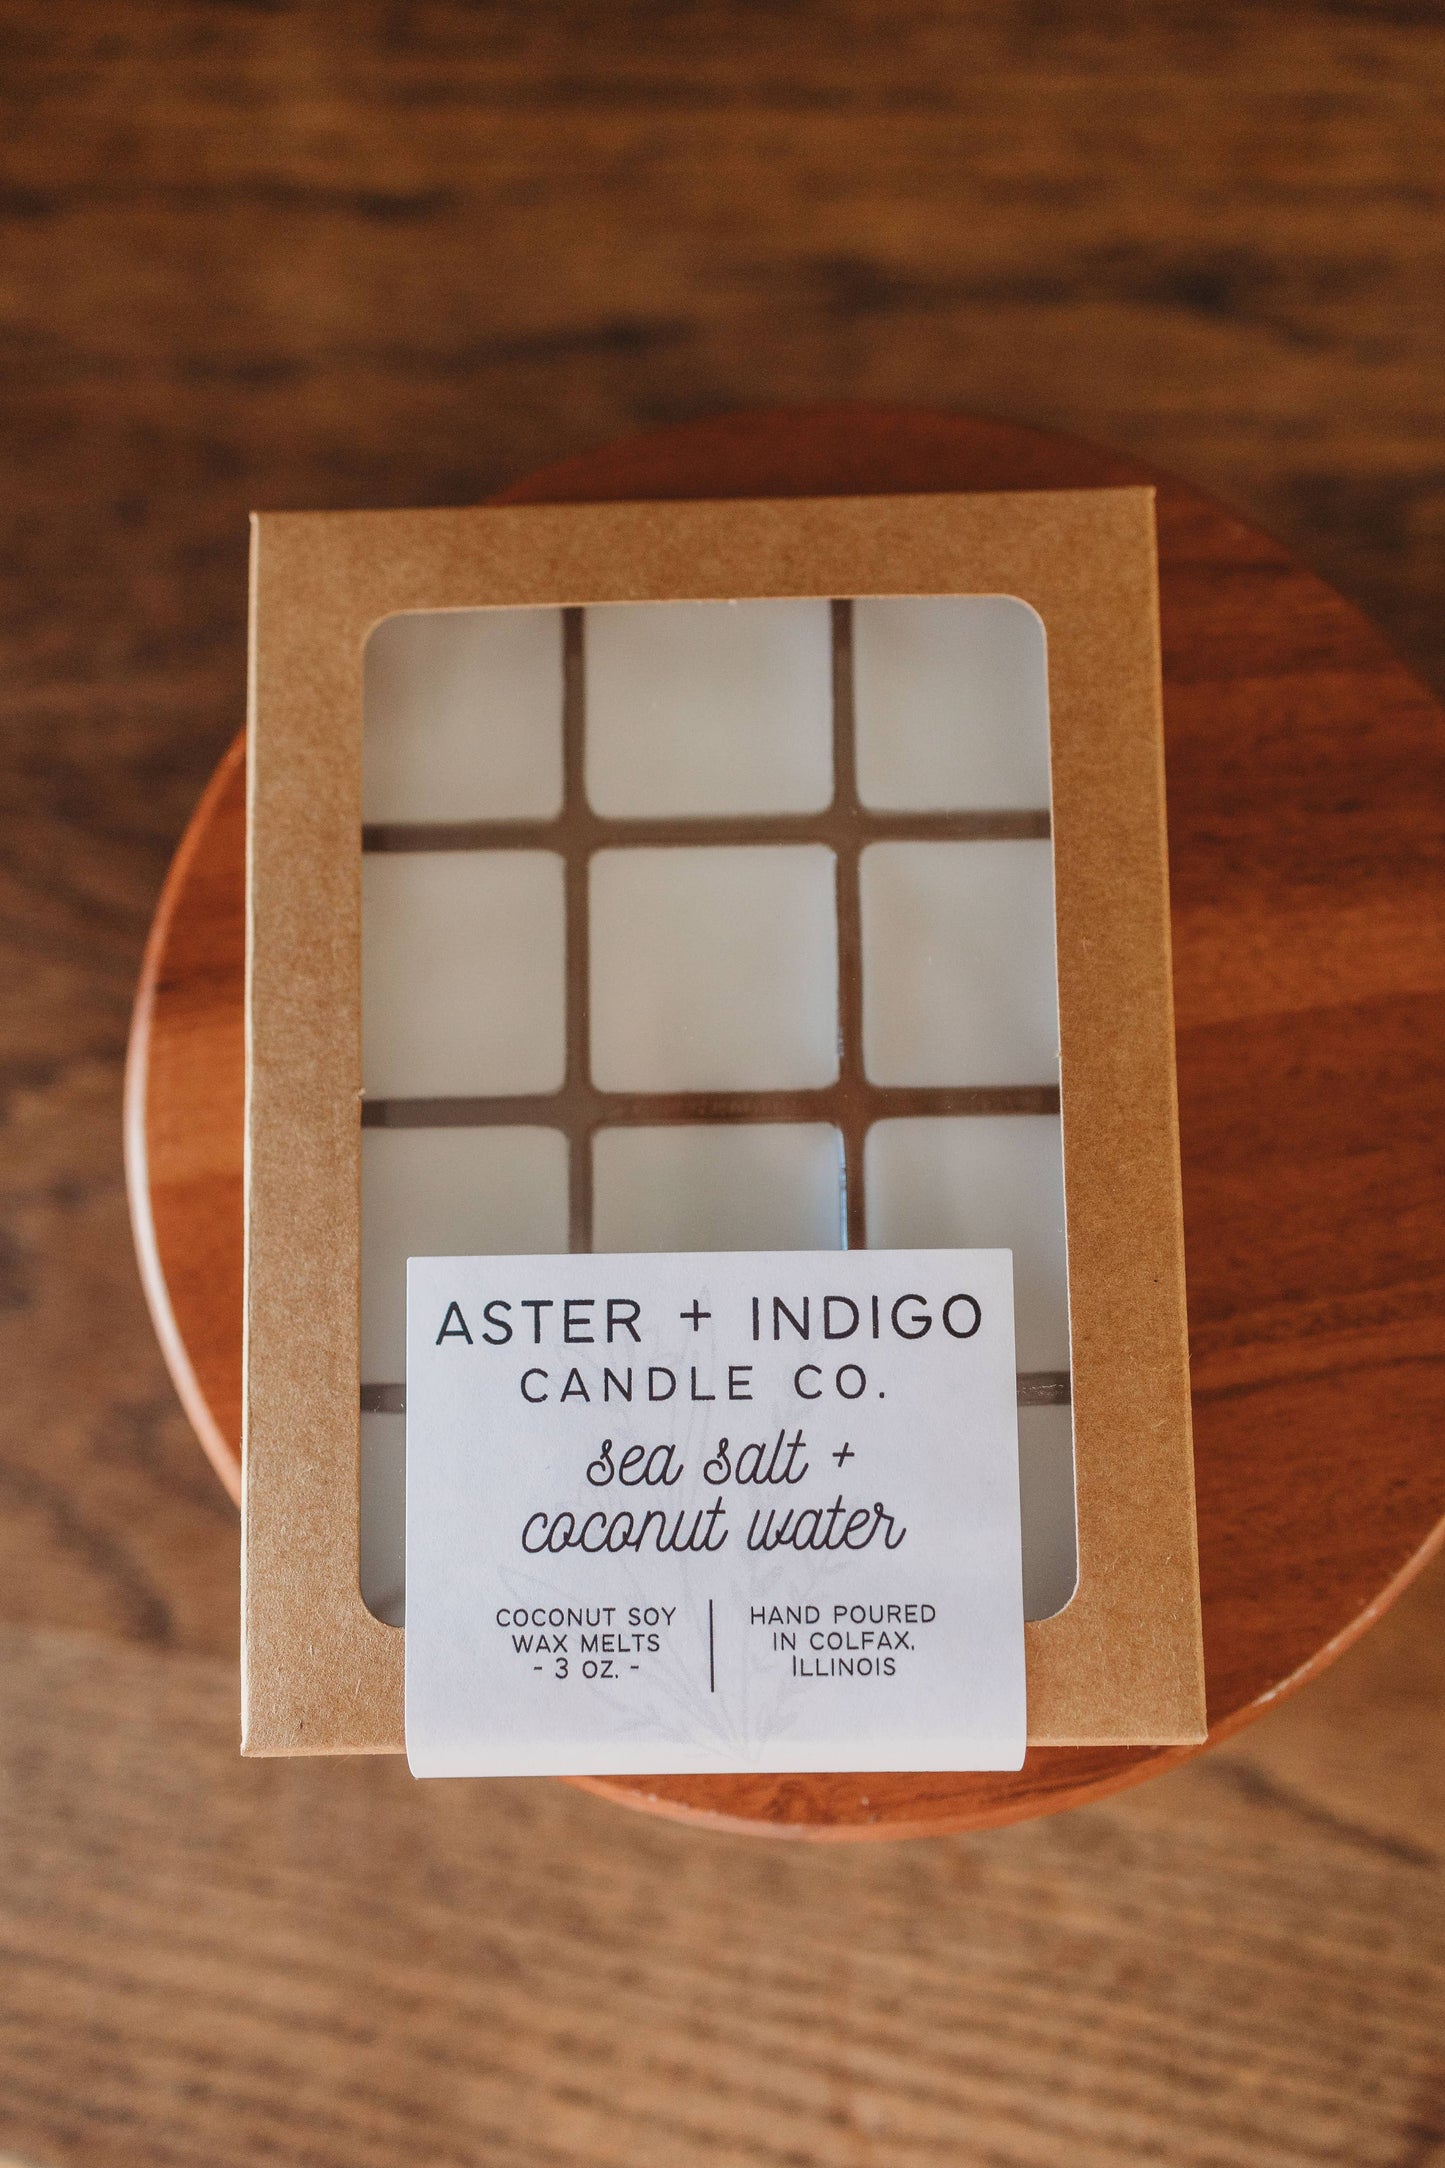 ASTER + INDIGO
CANDLE CO.
sea salt +
coconut water
COCONUT SOY
WAX MELTS
- 3 OZ. -
HAND POURED
IN COLFAX,
ILLINOIS